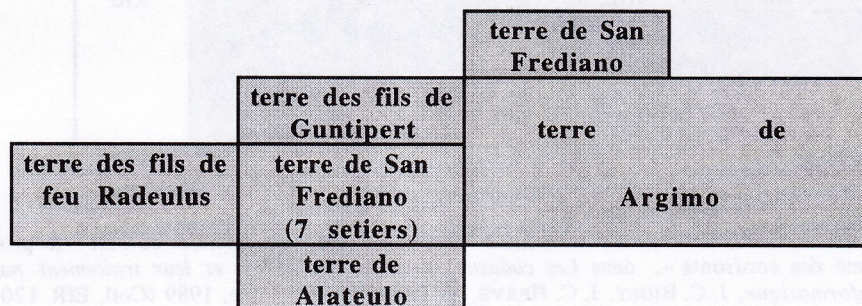 terre de San
Frediano
terre des fils de
Guntipert
terre de
Argimo
terre des fils de
feu Radeulus
terre de San
Frediano
(7 setiers)
terre de
Alateulo